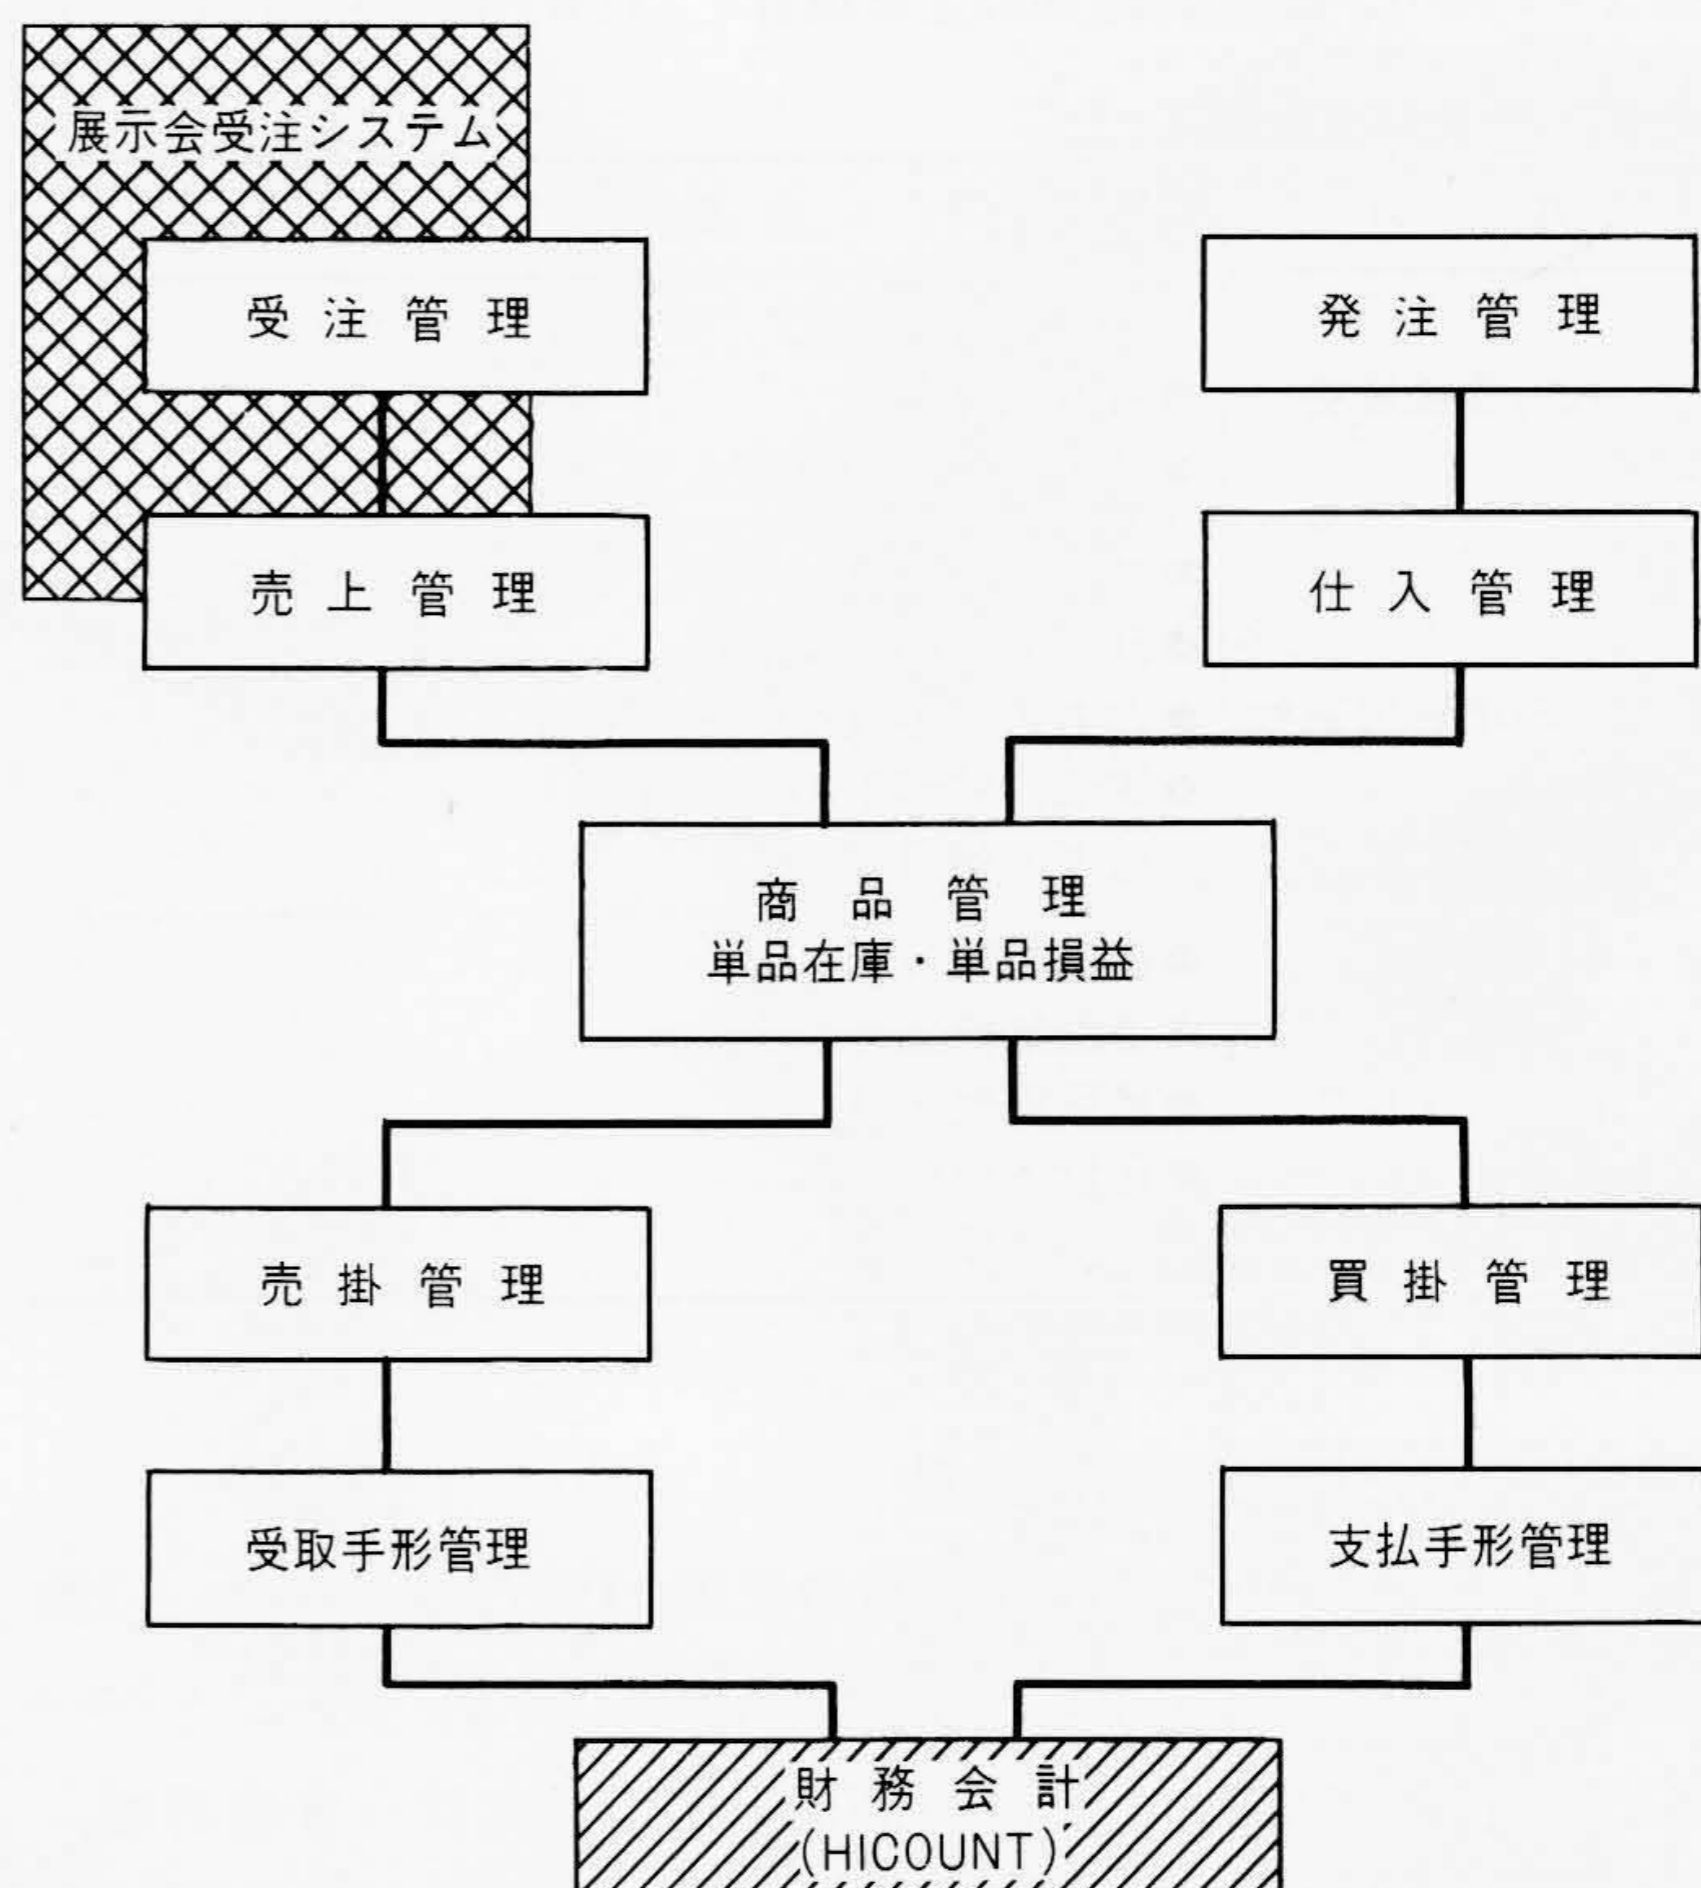 展示会受注システム
受注管理
発注管理
売上管理
仕入管理
商品管理
単品在庫・単品損益
売掛管理
買掛管理
受取手形管理
支払手形管理
財務会計
(HICOUNT)